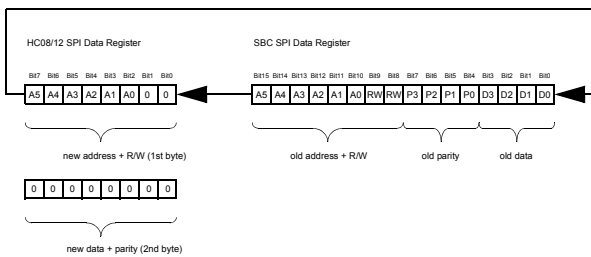 HC08/12 SPI Data Register SBC SPI Data Register
Bit7 Bit6 Bit5 Bit4 Bit3 Bit2 Bit1 Bit0 Bit15 Bit14 Bit13 Bit12 Bit11 Bit10 Bit9 Bit8 Bit7 Bit6 Bit5 Bit4 Bit3 Bit2 Bit1 Bit0
A5 A4 A3 A2 A1 A0 0 0 A5 A4 A3 A2 A1 A0 RW RW P3 P2 P1 P0 D3 D2 D1 D0
new address + R/W (1st byte) old address + R/W old parity old data
0 0 0 0 0 0 0 0
new data + parity (2nd byte)